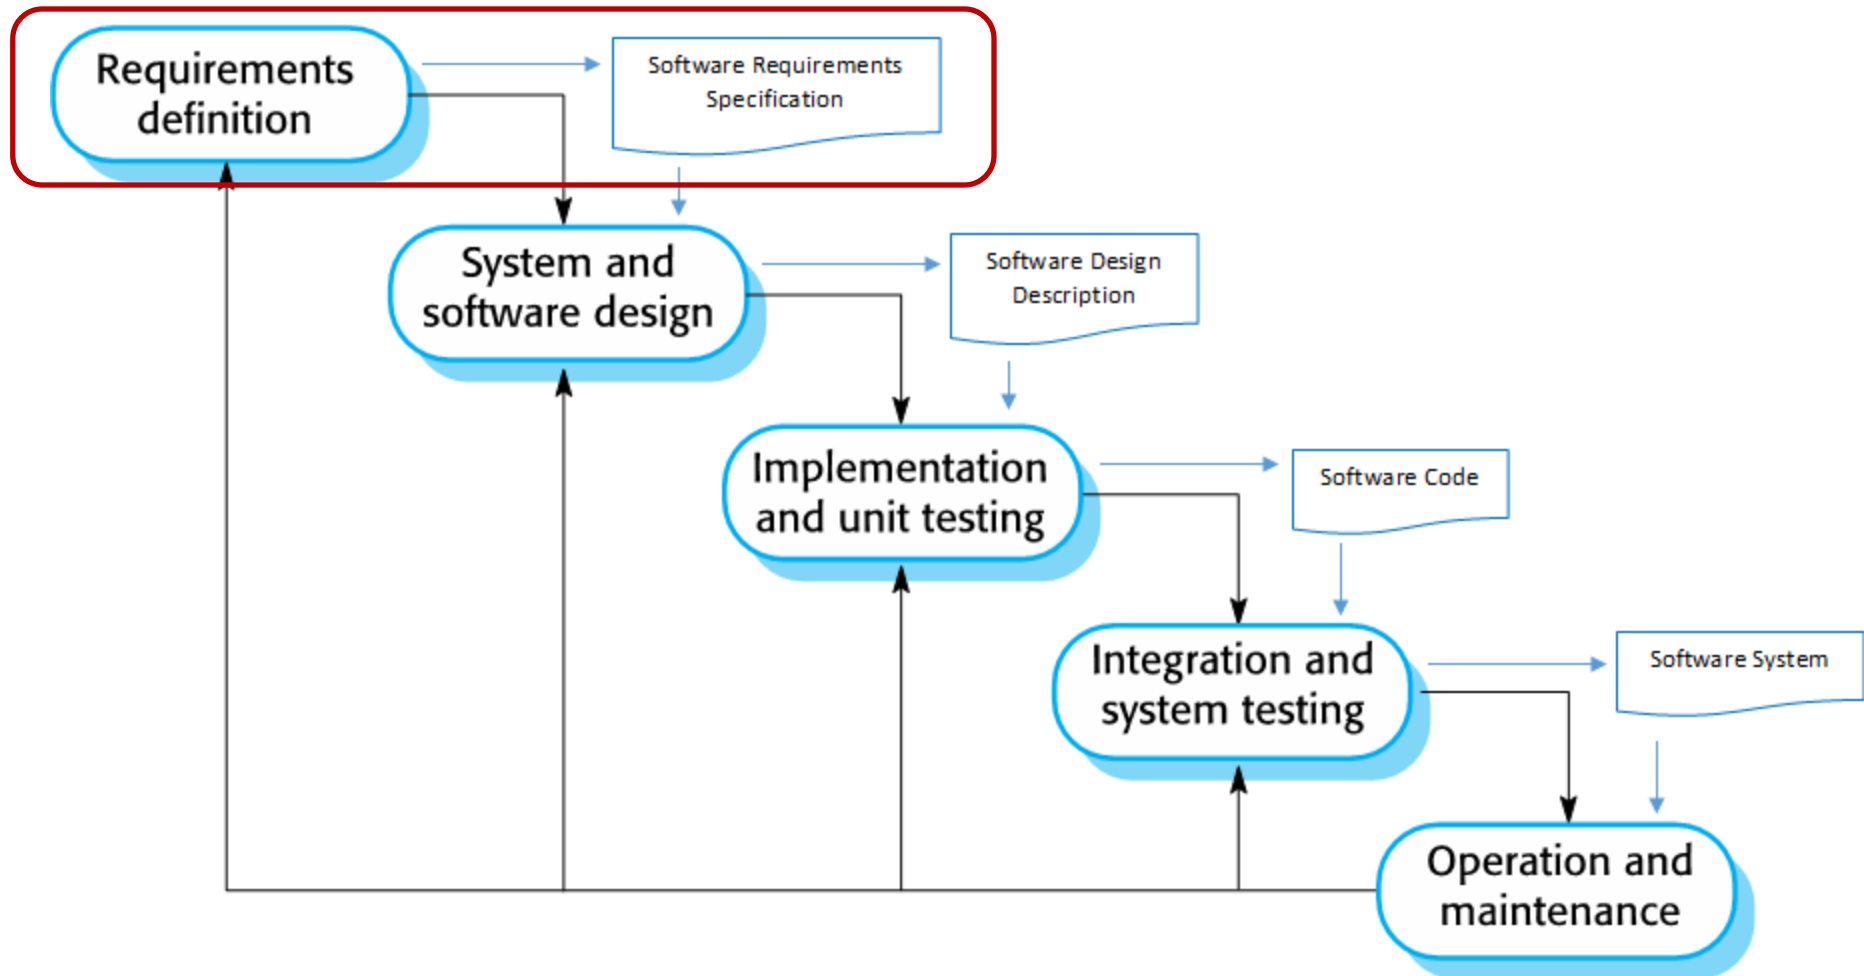 Requirements
definition
Software Requirements
Specification
System and
software design
Software Design
Description
Implementation
and unit testing
Software Code
Integration and
system testing
Software System
Operation and
maintenance